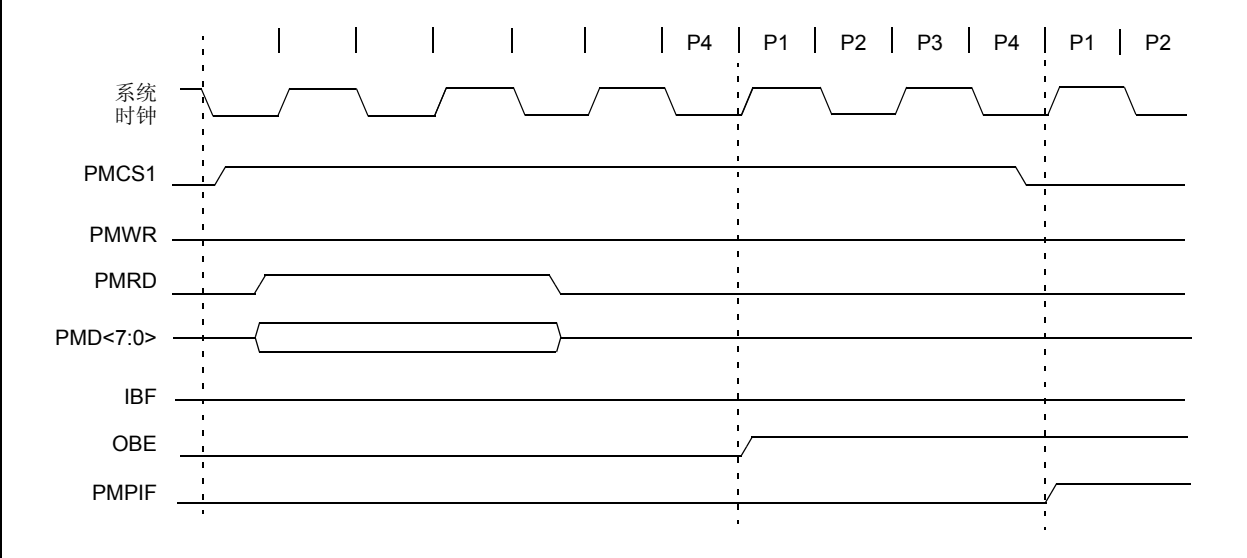 P4 P1 P2 P3 P4 P1 P2
系统
时钟
PMCS1
PMWR
PMRD
PMD<7:0>
IBF
OBE
PMPIF